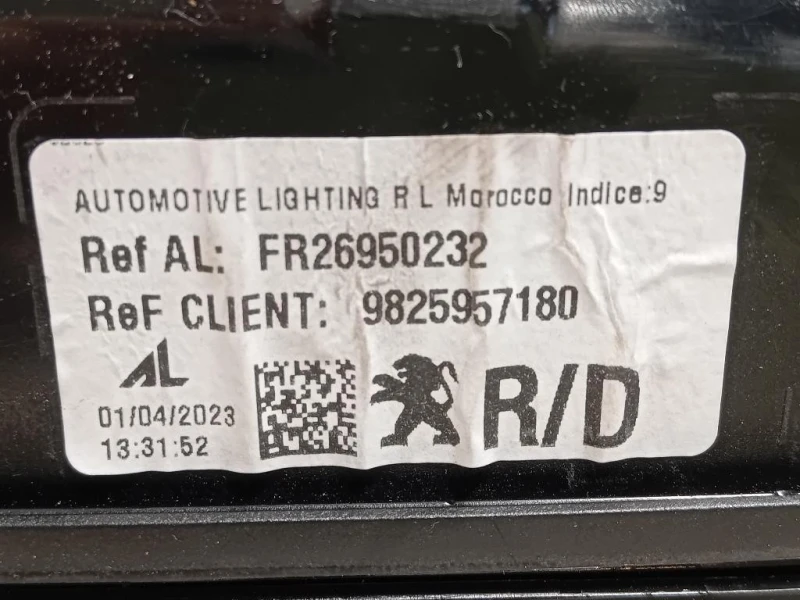 AUTOMOTIVE LIGHTING R L Morocco Indice:9
Ref AL: FR26950232
ReF CLIENT: 9825957180
AL
01/04/2023
13:31:52
R/D